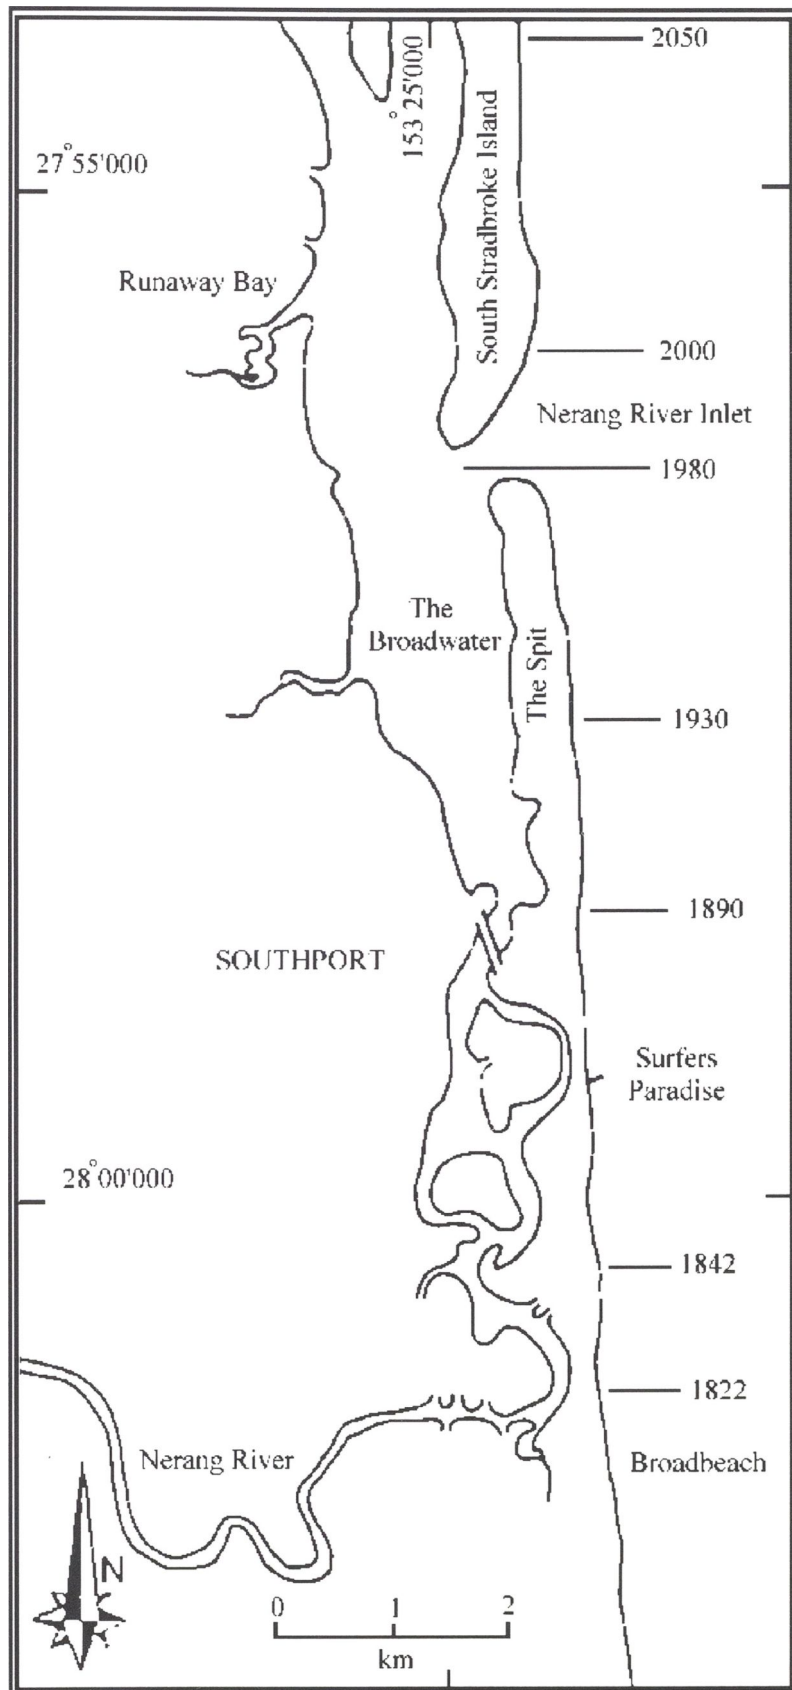 2050
153°25'000
27°55'000
South Stradbroke Island
Runaway Bay
2000
Nerang River Inlet
1980
The
Broadwater
The Spit
1930
1890
SOUTHPORT
Surfers
Paradise
28°00'000
1842
1822
Nerang River
Broadbeach
N
0 1 2
km